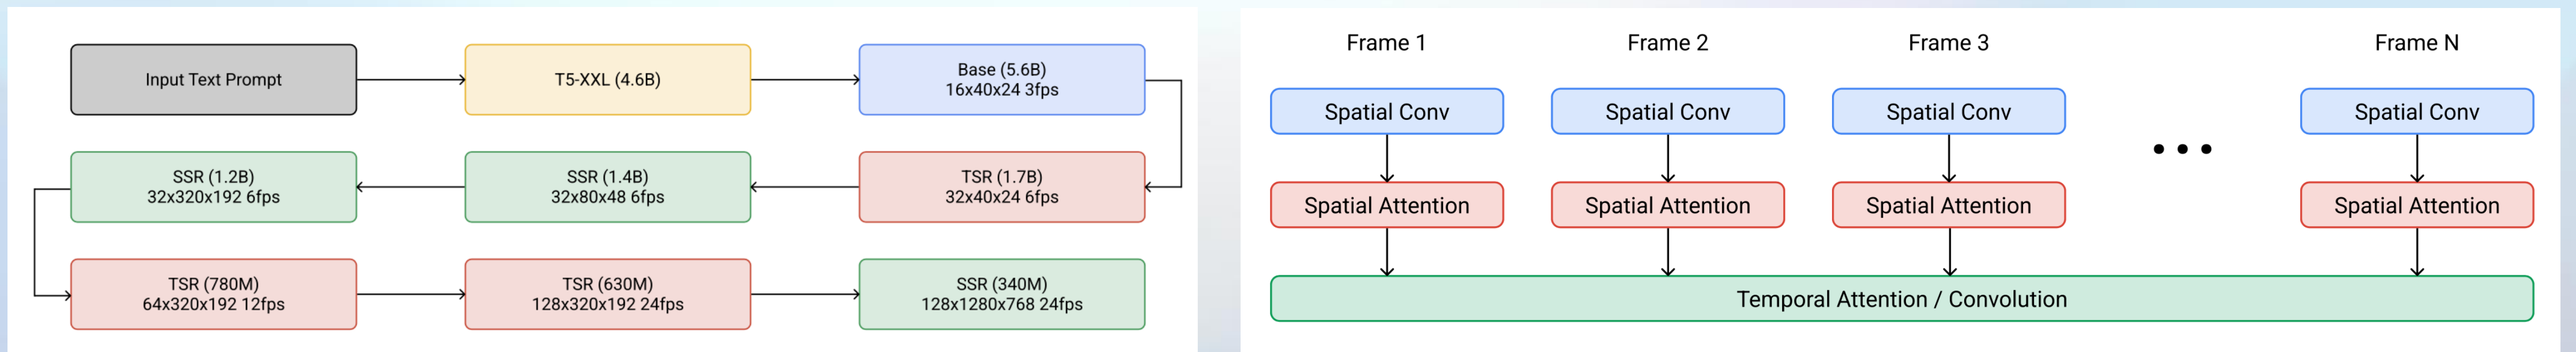 Input Text Prompt
T5-XXL (4.6B)
Base (5.6B)
16x40x24 3fps
SSR (1.2B)
32x320x192 6fps
SSR (1.4B)
32x80x48 6fps
TSR (1.7B)
32x40x24 6fps
TSR (780M)
64x320x192 12fps
TSR (630M)
128x320x192 24fps
SSR (340M)
128x1280x768 24fps
Frame 1
Frame 2
Frame 3
Frame N
Spatial Conv
Spatial Conv
Spatial Conv
Spatial Conv
Spatial Attention
Spatial Attention
Spatial Attention
Spatial Attention
Temporal Attention / Convolution